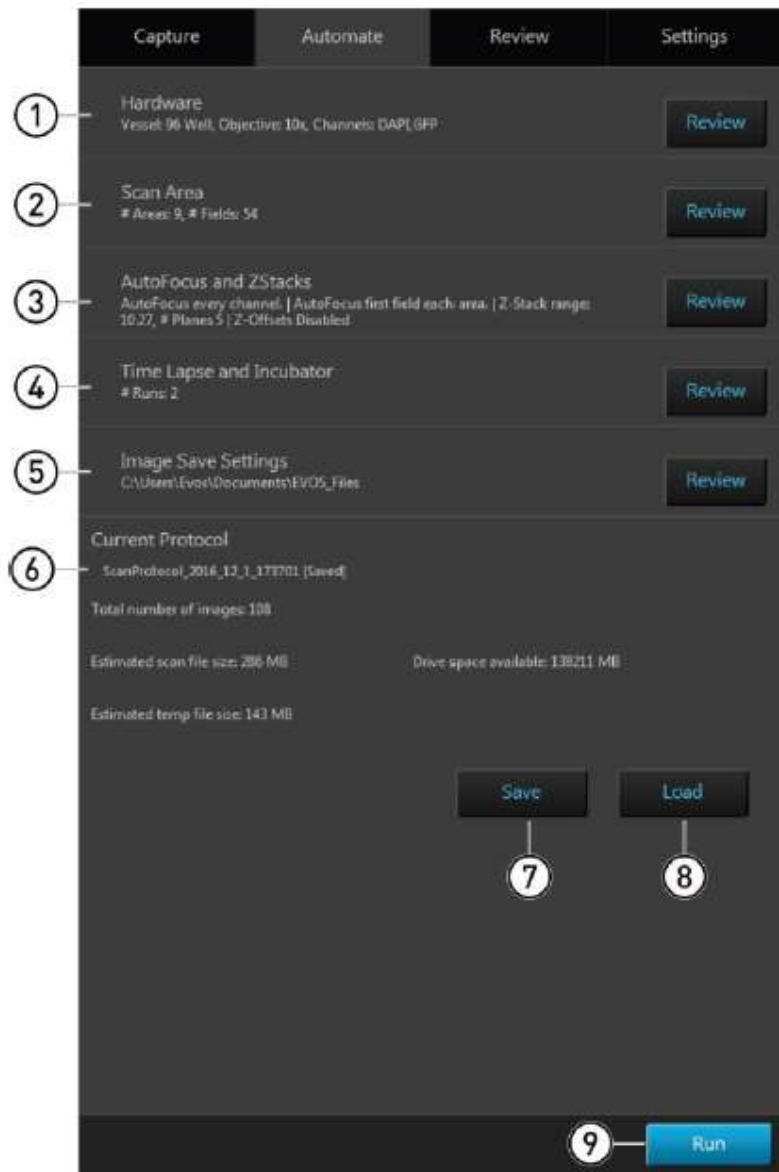 Capture Automate Review Settings
1 Hardware
Vessel: 96 Well, Objective: 10x, Channels: DAPI, GFP
Review
2 Scan Area
# Areas: 9, # Fields: 54
Review
3 AutoFocus and ZStacks
AutoFocus every channel. | AutoFocus first field each area. | Z-Stack range:
10.27, # Planes 5 | Z-Offsets Disabled
Review
4 Time Lapse and Incubator
# Runs: 2
Review
5 Image Save Settings
C:\Users\Evos\Documents\EVOS_Files
Review
Current Protocol
6 ScanProtocol_2016_12_1_173701 [Saved]
Total number of images: 108
Estimated scan file size: 286 MB Drive space available: 138211 MB
Estimated temp file size: 143 MB
Save Load
7 8
9 Run